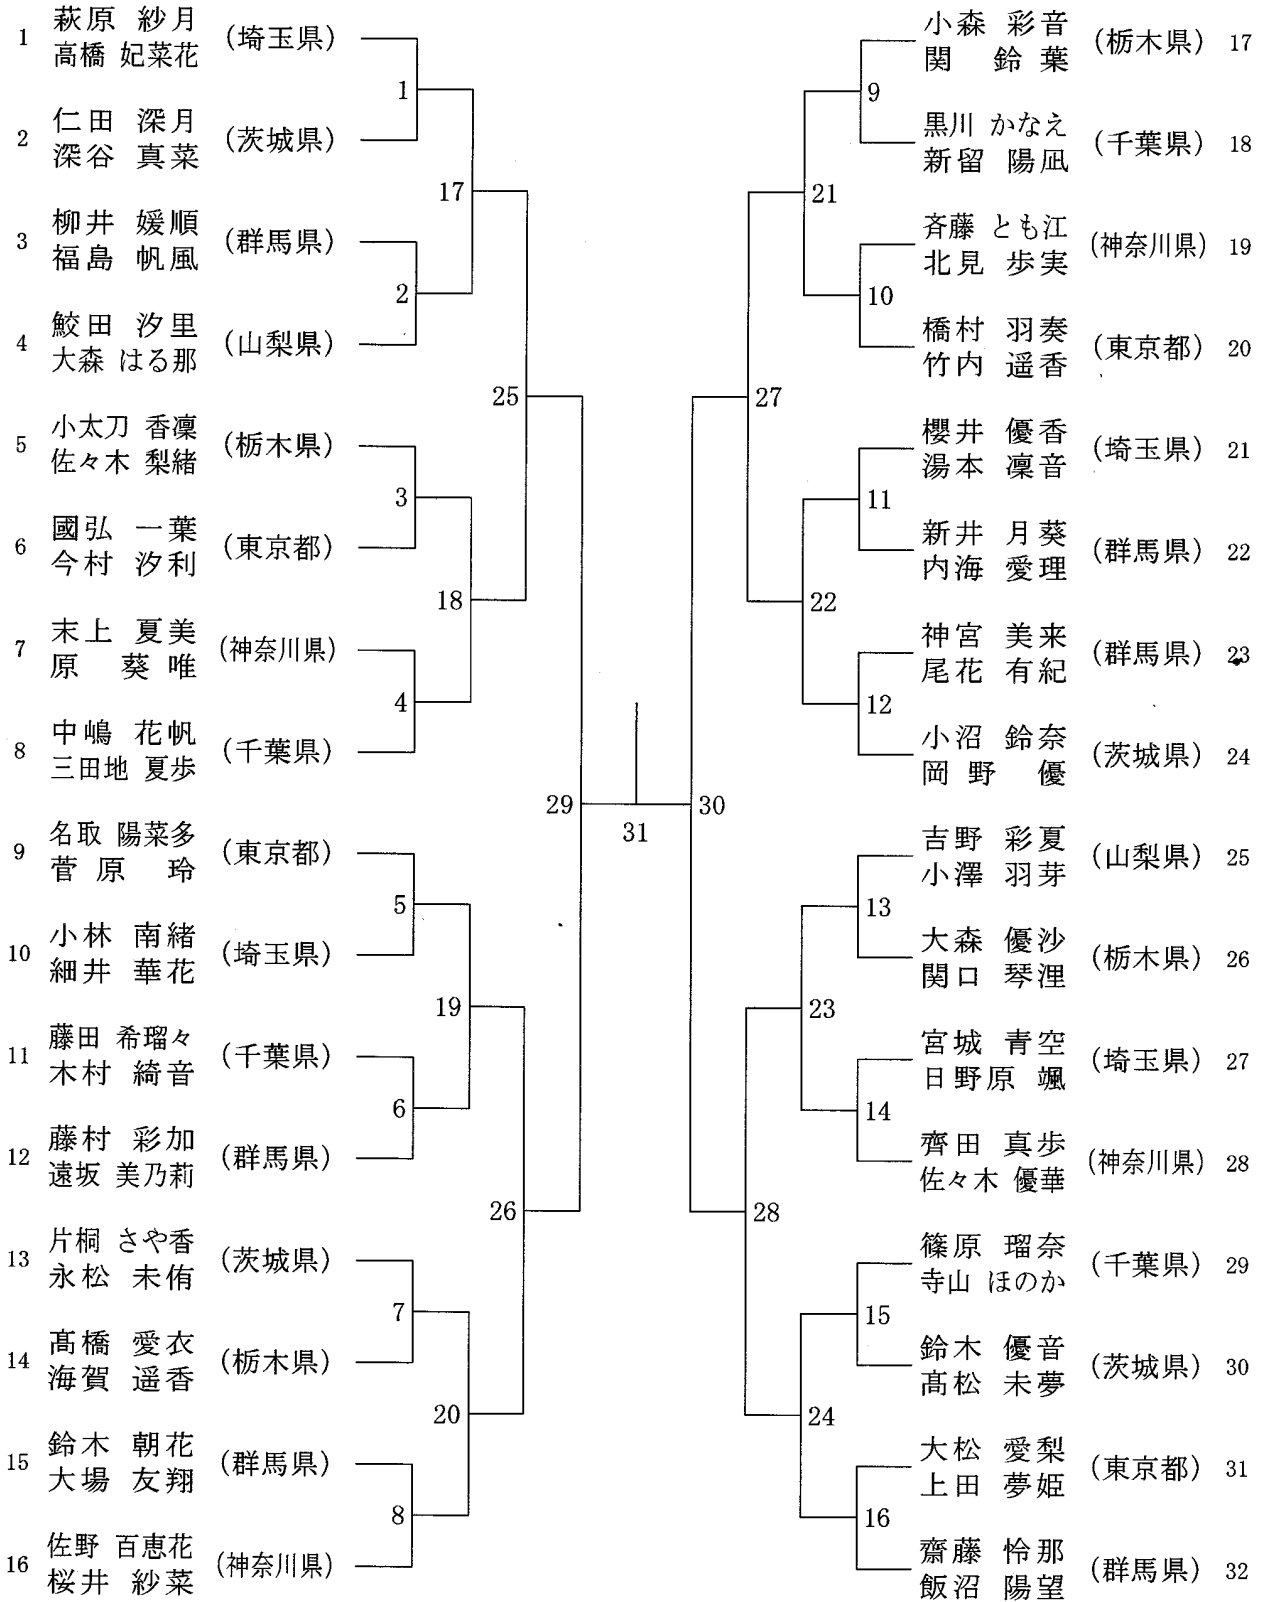 1 萩原 紗月 (埼玉県)
高橋 妃菜花
1
2 仁田 深月 (茨城県)
深谷 真菜
17
3 柳井 媛順 (群馬県)
福島 帆風
2
4 鮫田 汐里 (山梨県)
大森 はる那
25
5 小太刀 香凜 (栃木県)
佐々木 梨緒
3
6 國弘 一葉 (東京都)
今村 汐利
18
7 末上 夏美 (神奈川県)
原 葵唯
4
8 中嶋 花帆 (千葉県)
三田地 夏歩
29
9 名取 陽菜多 (東京都)
菅原 玲
5
10 小林 南緒 (埼玉県)
細井 華花
19
11 藤田 希瑠々 (千葉県)
木村 綺音
6
12 藤村 彩加 (群馬県)
遠坂 美乃莉
26
13 片桐 さや香 (茨城県)
永松 未侑
7
14 髙橋 愛衣 (栃木県)
海賀 遥香
20
15 鈴木 朝花 (群馬県)
大場 友翔
8
16 佐野 百恵花 (神奈川県)
桜井 紗菜
31
小森 彩音 (栃木県) 17
関 鈴葉
9
黒川 かなえ (千葉県) 18
新留 陽凪
21
斉藤 とも江 (神奈川県) 19
北見 歩実
10
橋村 羽奏 (東京都) 20
竹内 遥香
27
櫻井 優香 (埼玉県) 21
湯本 凜音
11
新井 月葵 (群馬県) 22
内海 愛理
22
神宮 美来 (群馬県) 23
尾花 有紀
12
小沼 鈴奈 (茨城県) 24
岡野 優
30
吉野 彩夏 (山梨県) 25
小澤 羽芽
13
大森 優沙 (栃木県) 26
関口 琴浬
23
宮城 青空 (埼玉県) 27
日野原 颯
14
齊田 真歩 (神奈川県) 28
佐々木 優華
28
篠原 瑠奈 (千葉県) 29
寺山 ほのか
15
鈴木 優音 (茨城県) 30
髙松 未夢
24
大松 愛梨 (東京都) 31
上田 夢姫
16
齋藤 怜那 (群馬県) 32
飯沼 陽望